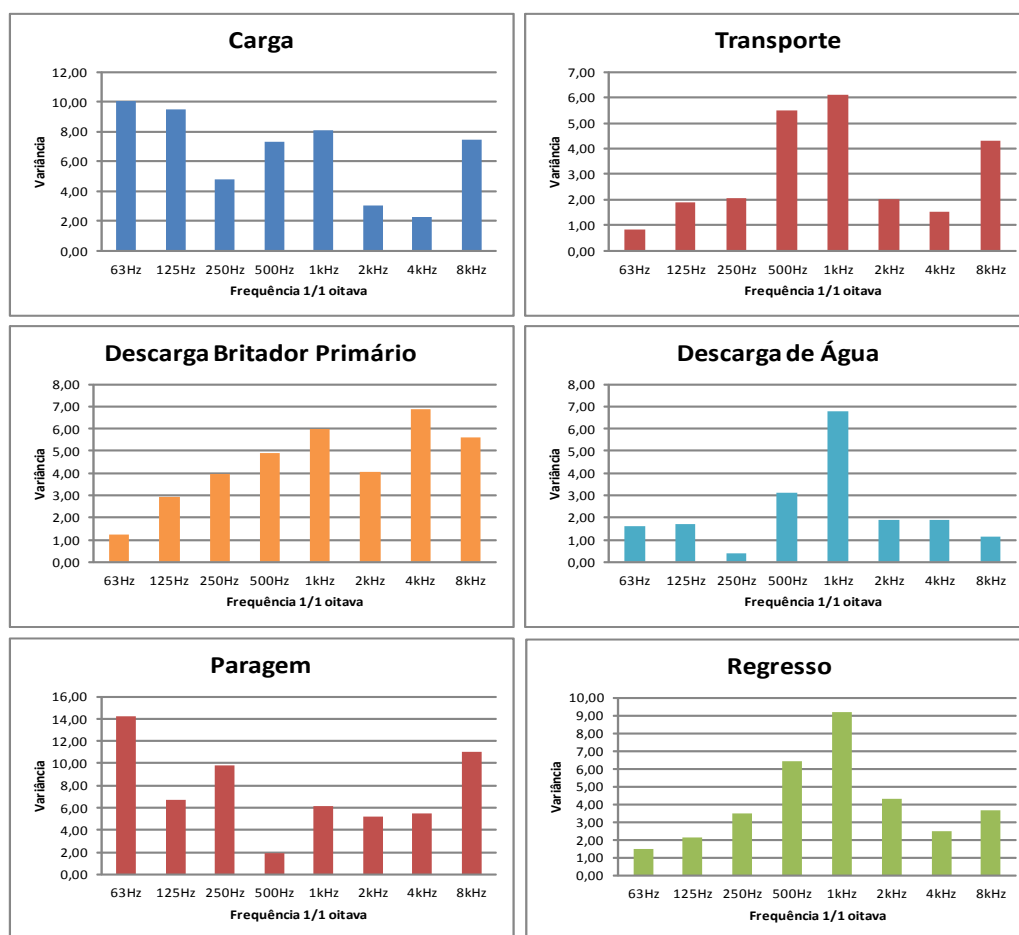 Carga
Variância
12,00
10,00
8,00
6,00
4,00
2,00
0,00
63Hz 125Hz 250Hz 500Hz 1kHz 2kHz 4kHz 8kHz
Frequência 1/1 oitava
Transporte
Variância
7,00
6,00
5,00
4,00
3,00
2,00
1,00
0,00
63Hz 125Hz 250Hz 500Hz 1kHz 2kHz 4kHz 8kHz
Frequência 1/1 oitava
Descarga Britador Primário
Variância
8,00
7,00
6,00
5,00
4,00
3,00
2,00
1,00
0,00
63Hz 125Hz 250Hz 500Hz 1kHz 2kHz 4kHz 8kHz
Frequência 1/1 oitava
Descarga de Água
Variância
8,00
7,00
6,00
5,00
4,00
3,00
2,00
1,00
0,00
63Hz 125Hz 250Hz 500Hz 1kHz 2kHz 4kHz 8kHz
Frequência 1/1 oitava
Paragem
Variância
16,00
14,00
12,00
10,00
8,00
6,00
4,00
2,00
0,00
63Hz 125Hz 250Hz 500Hz 1kHz 2kHz 4kHz 8kHz
Frequência 1/1 oitava
Regresso
Variância
10,00
9,00
8,00
7,00
6,00
5,00
4,00
3,00
2,00
1,00
0,00
63Hz 125Hz 250Hz 500Hz 1kHz 2kHz 4kHz 8kHz
Frequência 1/1 oitava